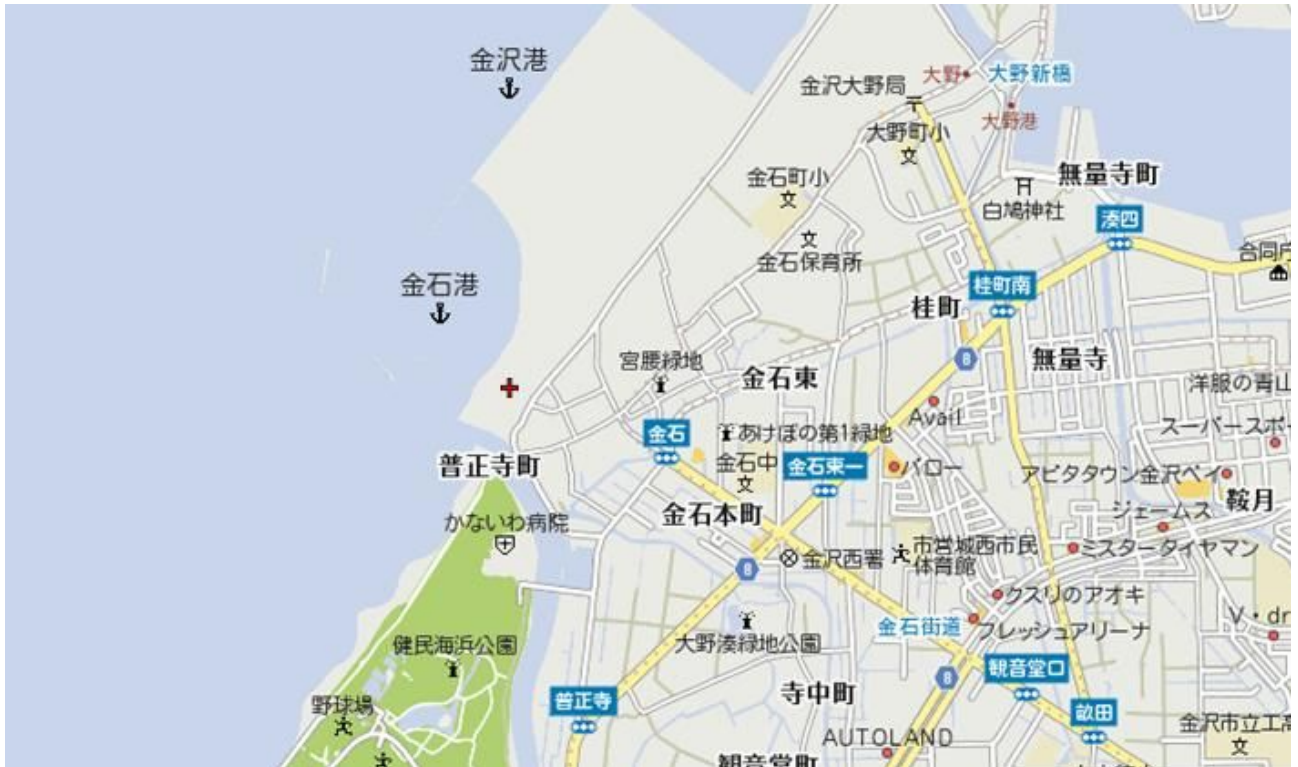 金沢港
金沢大野局
大野
大野新橋
大野港
大野町小
金石町小
無量寺町
白鳩神社
湊四
金石保育所
合同庁
金石港
桂町南
桂町
8
宮腰緑地
金石東
無量寺
洋服の青山
Avail
スーパースポー
金石
あけぼの第1緑地
普正寺町
金石中
金石東一
バロー
アピタタウン金沢ベイ
鞍月
かないわ病院
金石本町
ジェームス
8
金沢西署
市営城西市民
体育館
ミスタータイヤマン
クスリのアオキ
健民海浜公園
大野湊緑地公園
金石街道
フレッシュアリーナ
V・dr
野球場
普正寺
寺中町
8
観音堂口
畝田
金沢市立工高
AUTOLAND
観音堂町